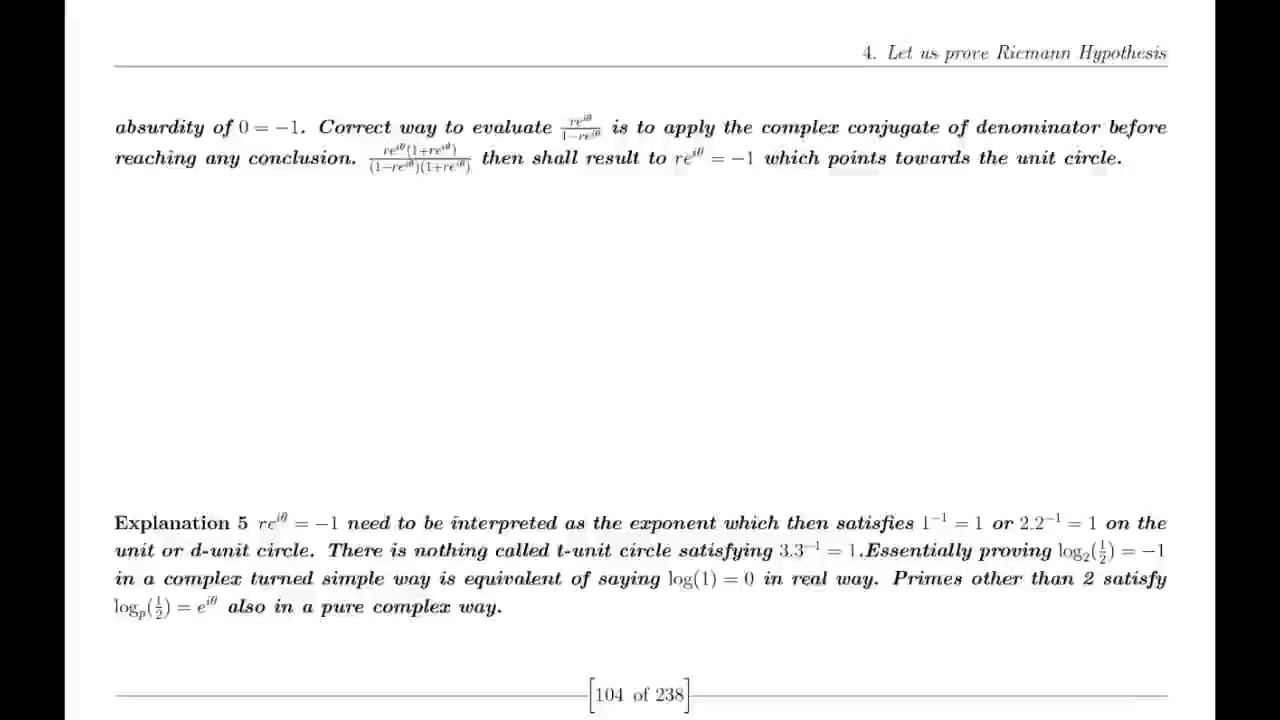 4. Let us prove Riemann Hypothesis
absurdity of 0 = −1. Correct way to evaluate \frac{re^{iθ}}{1−re^{iθ}} is to apply the complex conjugate of denominator before
reaching any conclusion. \frac{re^{iθ}(1+re^{iθ})}{(1−re^{iθ})(1+re^{iθ})} then shall result to re^{iθ} = −1 which points towards the unit circle.
Explanation 5 re^{iθ} = −1 need to be interpreted as the exponent which then satisfies 1^{−1} = 1 or 2.2^{−1} = 1 on the
unit or d-unit circle. There is nothing called t-unit circle satisfying 3.3^{−1} = 1.Essentially proving log_2(\frac{1}{2}) = −1
in a complex turned simple way is equivalent of saying log(1) = 0 in real way. Primes other than 2 satisfy
log_p(\frac{1}{2}) = e^{iθ} also in a pure complex way.
[104 of 238]